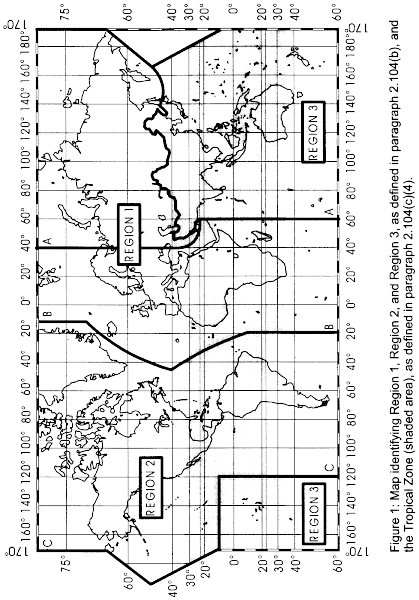 170° 160° 140° 120° 100° 80° 60° 40° 20° 0° 20° 40° 60° 80° 100° 120° 140° 160° 180° 170°
C B A
75° 75°
60° 60°
REGION 1
REGION 2
40° 40°
30° 30°
20° 20°
0° 0°
20° 20°
30° 30°
40° 40°
REGION 3 REGION 3
C B A
60° 60°
170° 160° 140° 120° 100° 80° 60° 40° 20° 0° 20° 40° 60° 80° 100° 120° 140° 160° 180° 170°
Figure 1: Map identifying Region 1, Region 2, and Region 3, as defined in paragraph 2.104(b), and
the Tropical Zone (shaded area), as defined in paragraph 2.104(c)(4).